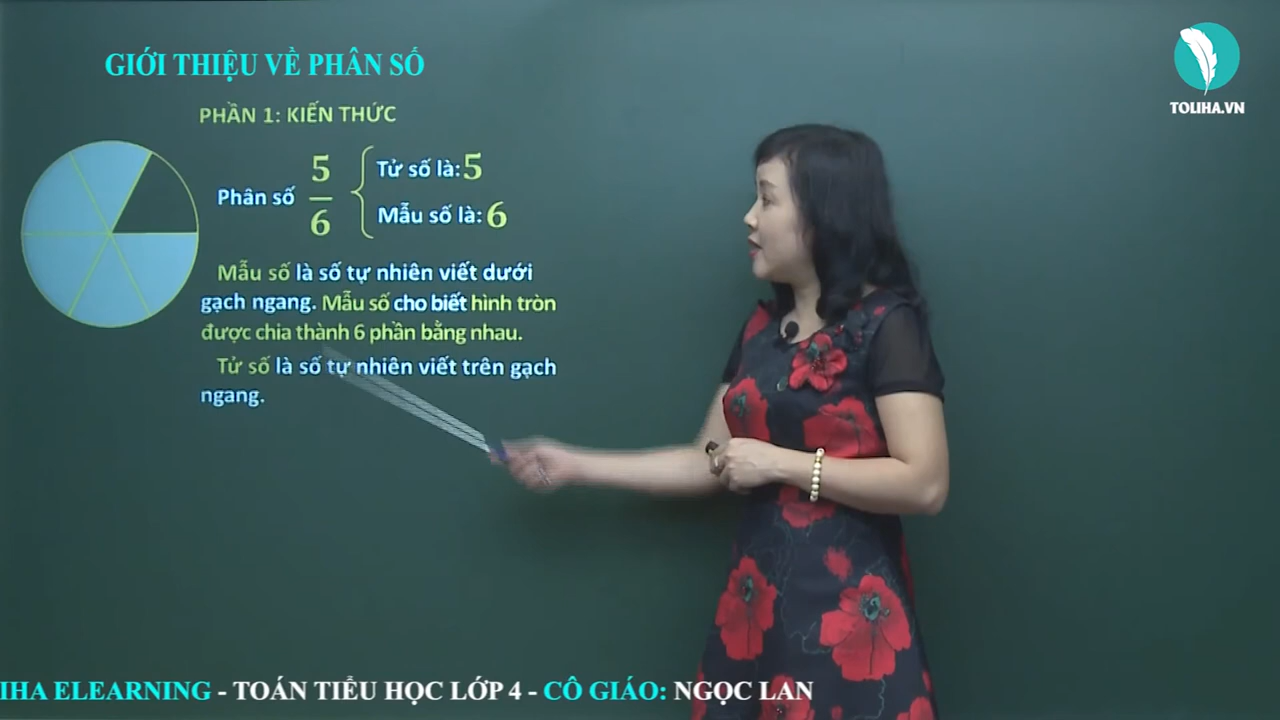 GIỚI THIỆU VỀ PHÂN SỐ
TOLIHA.VN
PHẦN 1: KIẾN THỨC
Phân số 5/6
Tử số là: 5
Mẫu số là: 6
Mẫu số là số tự nhiên viết dưới
gạch ngang. Mẫu số cho biết hình tròn
được chia thành 6 phần bằng nhau.
Tử số là số tự nhiên viết trên gạch
ngang.
IHA ELEARNING - TOÁN TIỂU HỌC LỚP 4 - CÔ GIÁO: NGỌC LAN